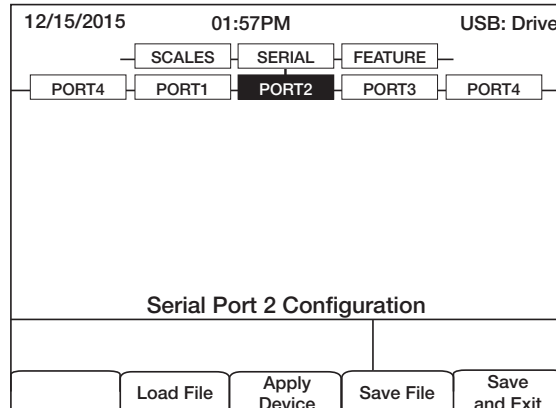 12/15/2015 01:57PM USB: Drive
SCALES SERIAL FEATURE
PORT4 PORT1 PORT2 PORT3 PORT4
Serial Port 2 Configuration
Load File Apply Device Save File Save and Exit